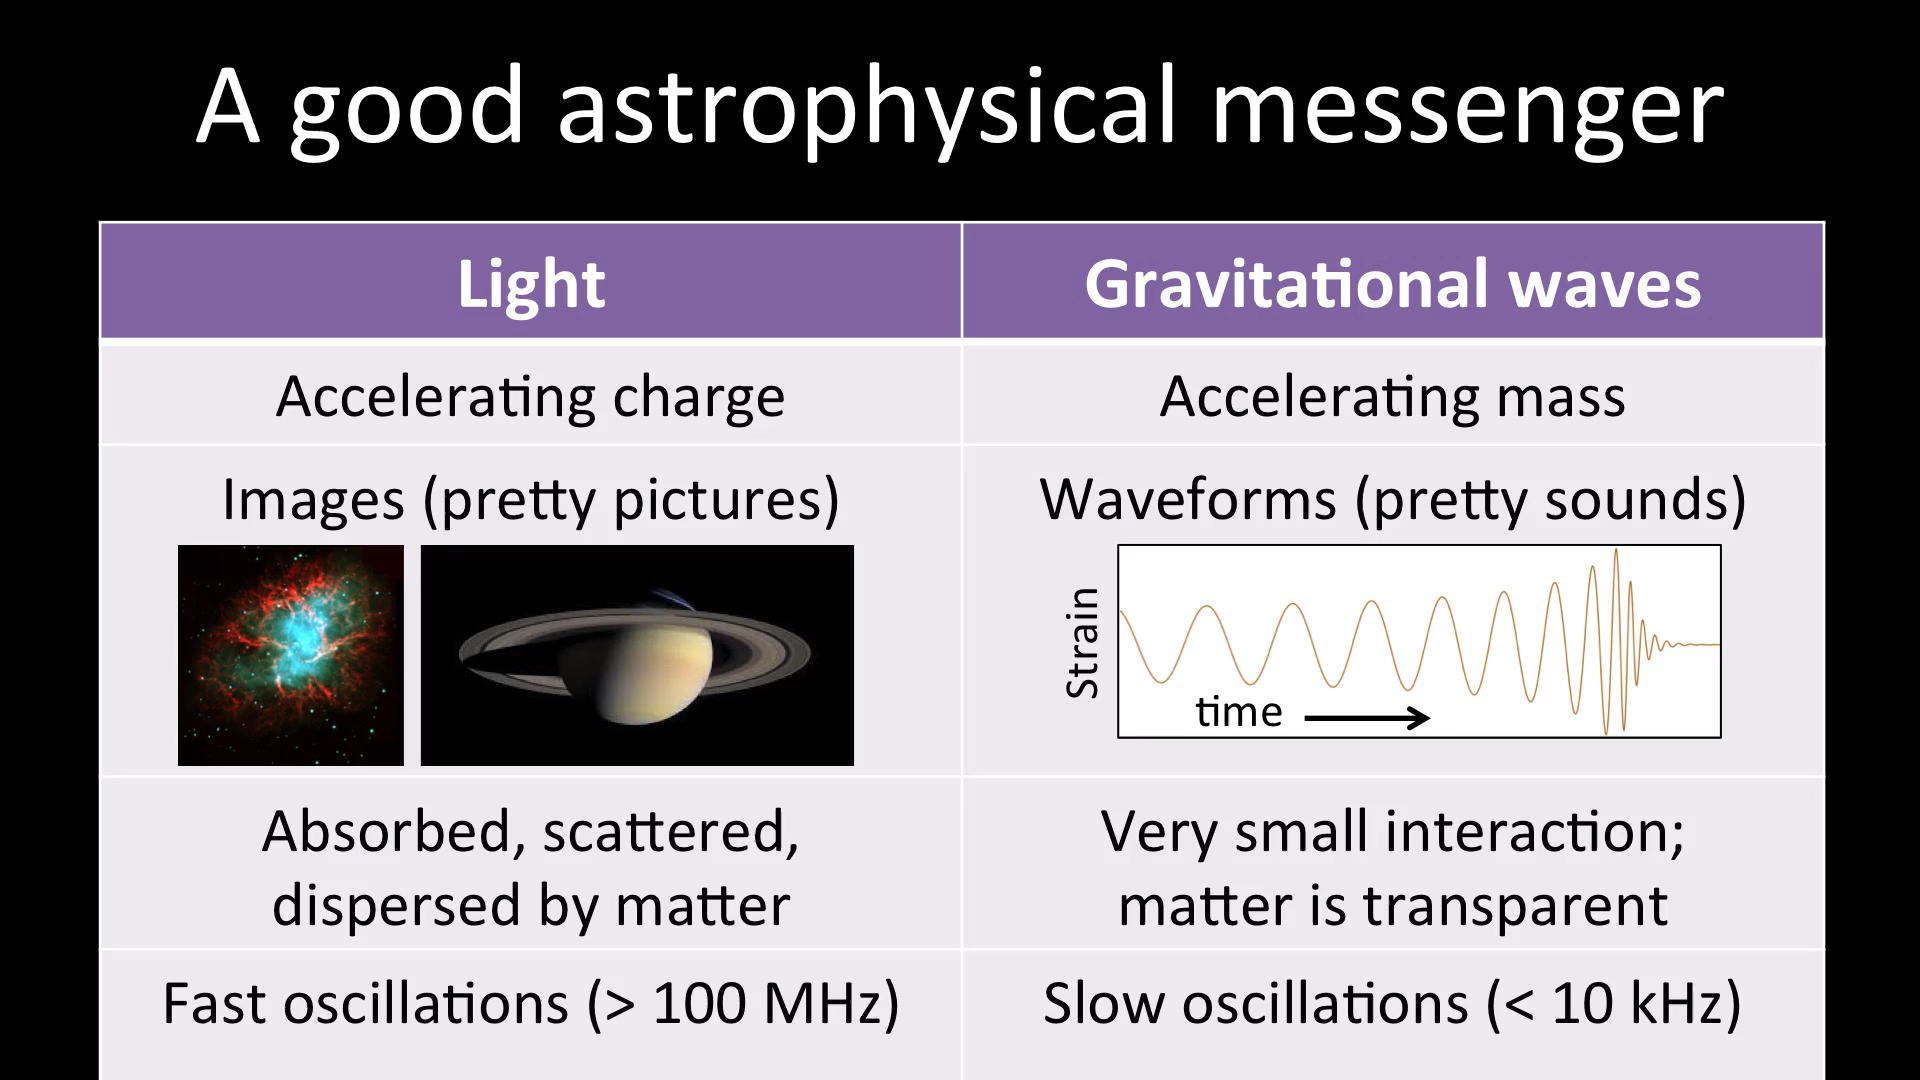 A good astrophysical messenger
Light
Gravitational waves
Accelerating charge
Accelerating mass
Images (pretty pictures)
Waveforms (pretty sounds)
Strain
time
Absorbed, scattered,
dispersed by matter
Very small interaction;
matter is transparent
Fast oscillations (> 100 MHz)
Slow oscillations (< 10 kHz)